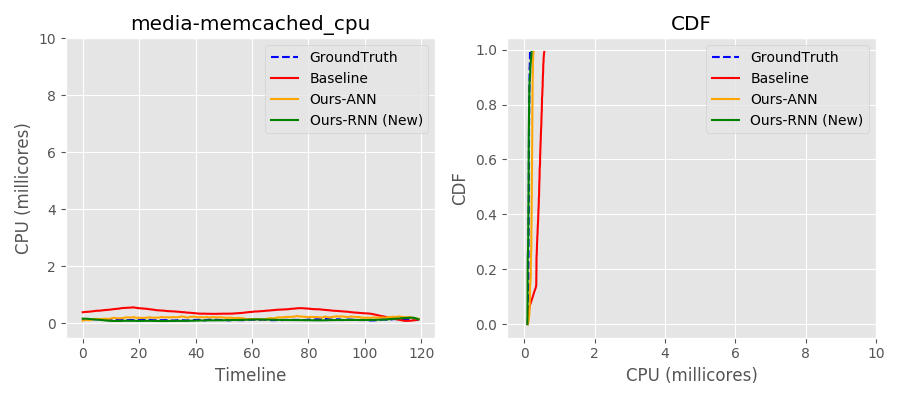 media-memcached_cpu
CPU (millicores)
10
8
6
4
2
0
0 20 40 60 80 100 120
Timeline
GroundTruth
Baseline
Ours-ANN
Ours-RNN (New)
CDF
CDF
1.0
0.8
0.6
0.4
0.2
0.0
0 2 4 6 8 10
CPU (millicores)
GroundTruth
Baseline
Ours-ANN
Ours-RNN (New)